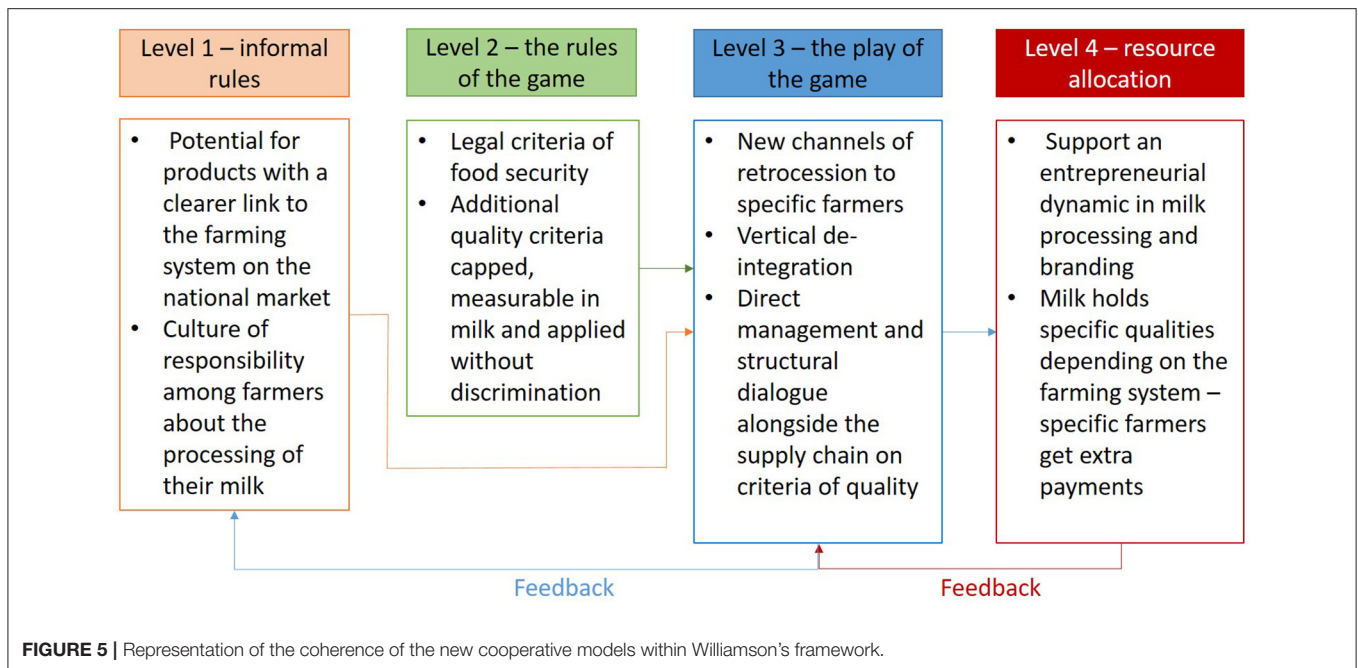 Level 1 – informal
rules
• Potential for
products with a
clearer link to
the farming
system on the
national market
• Culture of
responsibility
among farmers
about the
processing of
their milk
Level 2 – the rules
of the game
• Legal criteria of
food security
• Additional
quality criteria
capped,
measurable in
milk and applied
without
discrimination
Level 3 – the play of
the game
• New channels of
retrocession to
specific farmers
• Vertical de-
integration
• Direct
management and
structural
dialogue
alongside the
supply chain on
criteria of quality
Level 4 – resource
allocation
• Support an
entrepreneurial
dynamic in milk
processing and
branding
• Milk holds
specific qualities
depending on the
farming system –
specific farmers
get extra
payments
Feedback
Feedback
FIGURE 5 | Representation of the coherence of the new cooperative models within Williamson's framework.